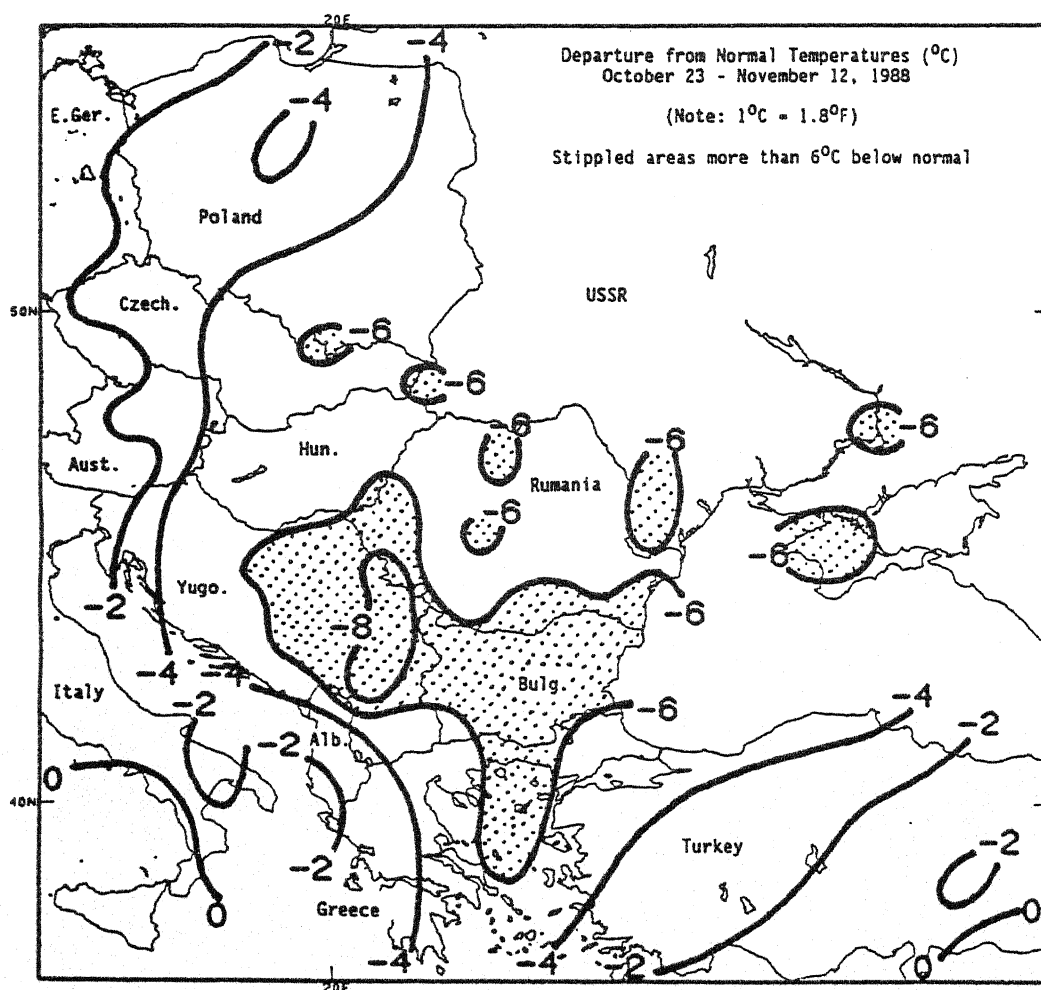 20E
-2
-4
Departure from Normal Temperatures (°C)
October 23 - November 12, 1988
(Note: 1°C = 1.8°F)
Stippled areas more than 6°C below normal
-4
E.Ger.
Poland
USSR
Czech.
50N
-6
-6
-6
-6
-6
Hun.
Aust.
Rumania
-6
-6
Yugo.
-2
-6
-8
-4
-4
Bulg.
Italy
-2
-6
-4
-2
-2
Alb.
0
40N
Turkey
-2
-2
Greece
0
0
-4
-4
-2
0
20E